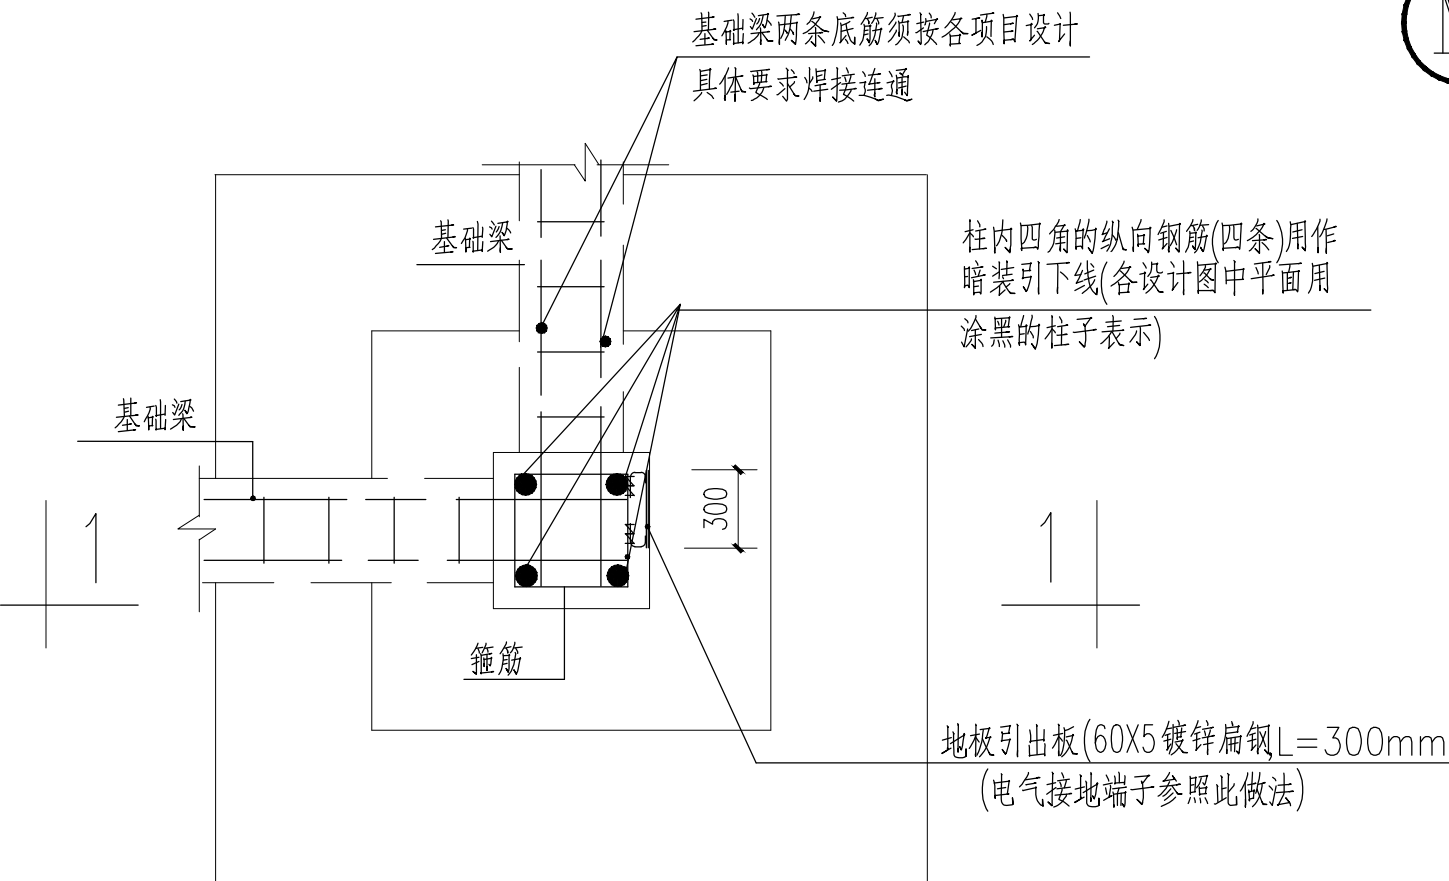 基础梁两条底筋须按各项目设计
具体要求焊接连通
基础梁
柱内四角的纵向钢筋(四条)用作
暗装引下线(各设计图中平面用
涂黑的柱子表示)
基础梁
300
1
1
箍筋
地极引出板(60X5镀锌扁钢,L=300mm
(电气接地端子参照此做法)